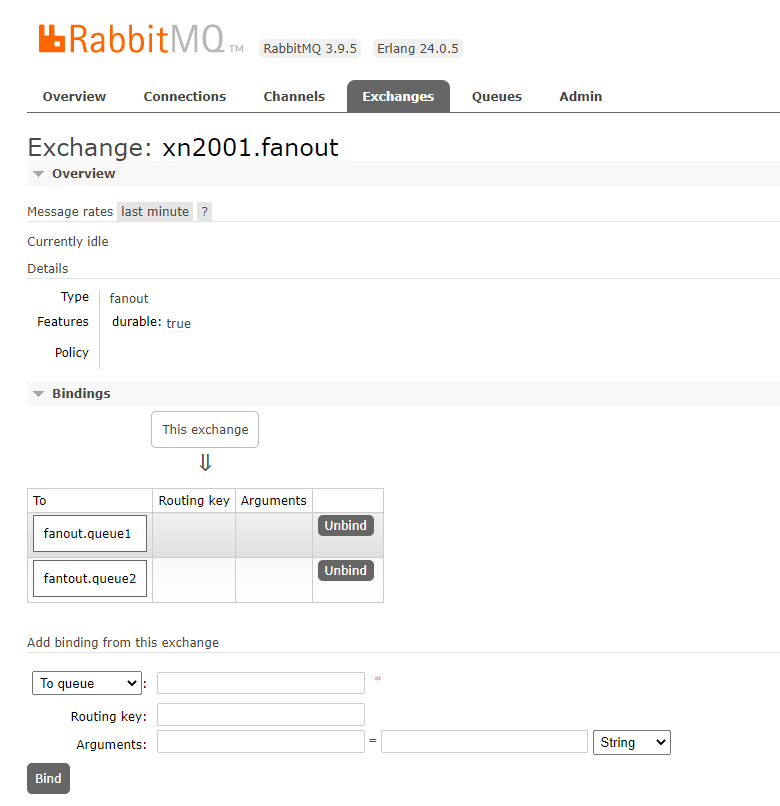 RabbitMQ TM RabbitMQ 3.9.5 Erlang 24.0.5
Overview Connections Channels Exchanges Queues Admin
Exchange: xn2001.fanout
Overview
Message rates last minute ?
Currently idle
Details
Type fanout
Features durable: true
Policy
Bindings
This exchange
⇓
To Routing key Arguments
fanout.queue1 Unbind
fantout.queue2 Unbind
Add binding from this exchange
To queue : *
Routing key:
Arguments: = String
Bind